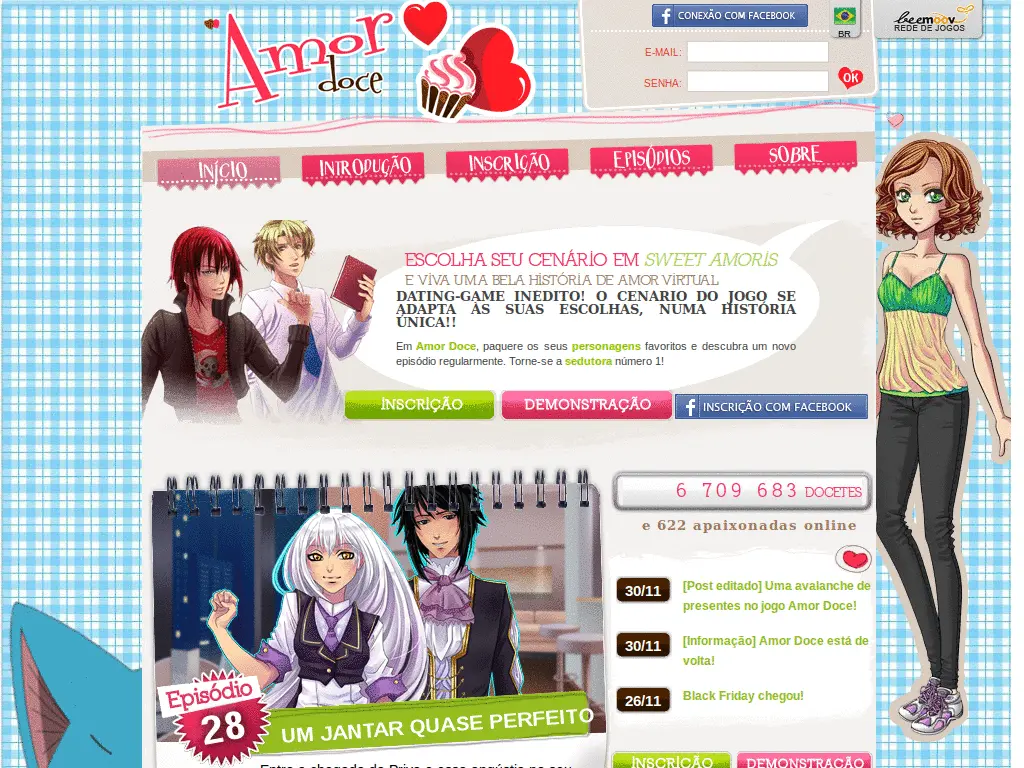 Amor
doce
CONEXÃO COM FACEBOOK
BR
beemoov
REDE DE JOGOS
E-MAIL:
SENHA:
OK
INÍCIO
INTRODUÇÃO
INSCRIÇÃO
EPISÓDIOS
SOBRE
ESCOLHA SEU CENÁRIO EM SWEET AMORIS
E VIVA UMA BELA HISTÓRIA DE AMOR VIRTUAL
DATING-GAME INEDITO! O CENARIO DO JOGO SE
ADAPTA ÀS SUAS ESCOLHAS, NUMA HISTÓRIA
ÚNICA!!
Em Amor Doce, paquere os seus personagens favoritos e descubra um novo
episódio regularmente. Torne-se a sedutora número 1!
INSCRIÇÃO
DEMONSTRAÇÃO
INSCRIÇÃO COM FACEBOOK
6 709 683 DOCETES
e 622 apaixonadas online
30/11
[Post editado] Uma avalanche de
presentes no jogo Amor Doce!
30/11
[Informação] Amor Doce está de
volta!
26/11
Black Friday chegou!
Episódio
28
UM JANTAR QUASE PERFEITO
INSCRIÇÃO
DEMONSTRAÇÃO